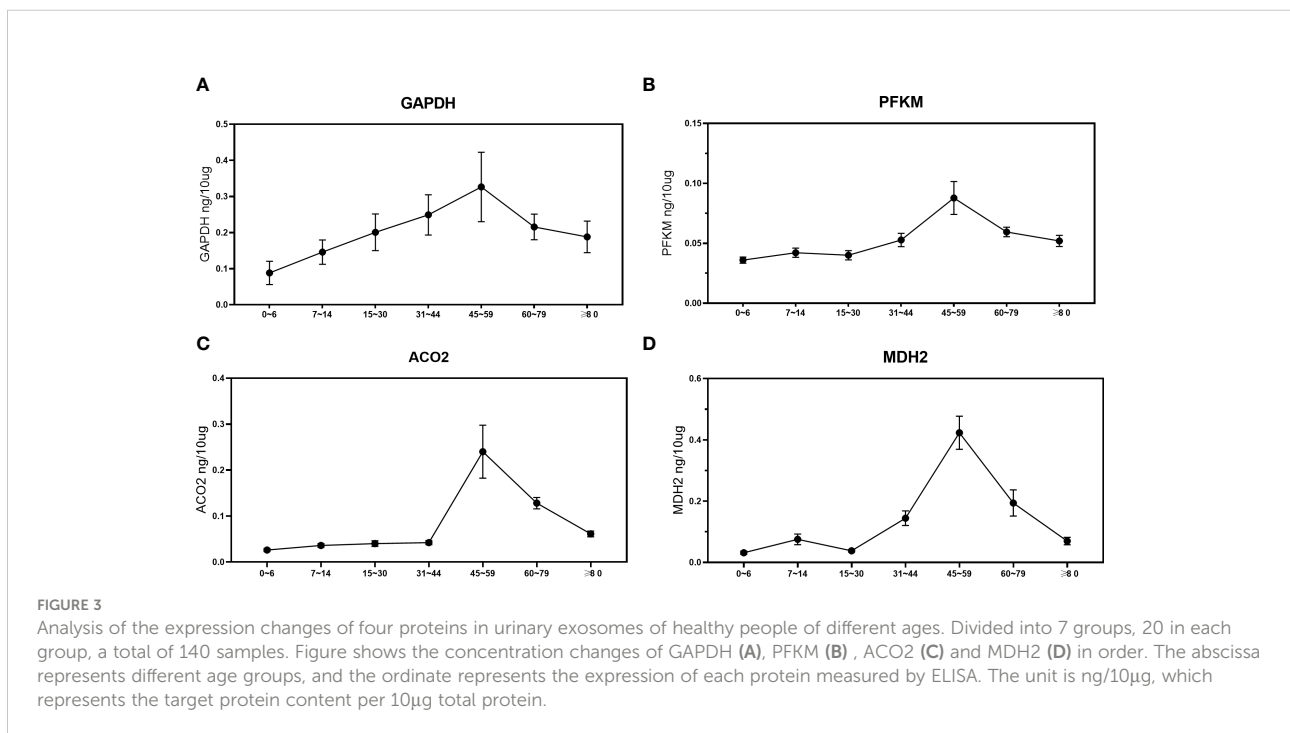 A
GAPDH
GAPDH ng/10ug
0.5
0.4
0.3
0.2
0.1
0.0
0~6 7~14 15~30 31~44 45~59 60~79 ≥80
B
PFKM
PFKM ng/10ug
0.15
0.10
0.05
0.00
0~6 7~14 15~30 31~44 45~59 60~79 ≥80
C
ACO2
ACO2 ng/10ug
0.4
0.3
0.2
0.1
0.0
0~6 7~14 15~30 31~44 45~59 60~79 ≥80
D
MDH2
MDH2 ng/10ug
0.6
0.4
0.2
0.0
0~6 7~14 15~30 31~44 45~59 60~79 ≥80
FIGURE 3
Analysis of the expression changes of four proteins in urinary exosomes of healthy people of different ages. Divided into 7 groups, 20 in each
group, a total of 140 samples. Figure shows the concentration changes of GAPDH (A), PFKM (B) , ACO2 (C) and MDH2 (D) in order. The abscissa
represents different age groups, and the ordinate represents the expression of each protein measured by ELISA. The unit is ng/10μg, which
represents the target protein content per 10μg total protein.